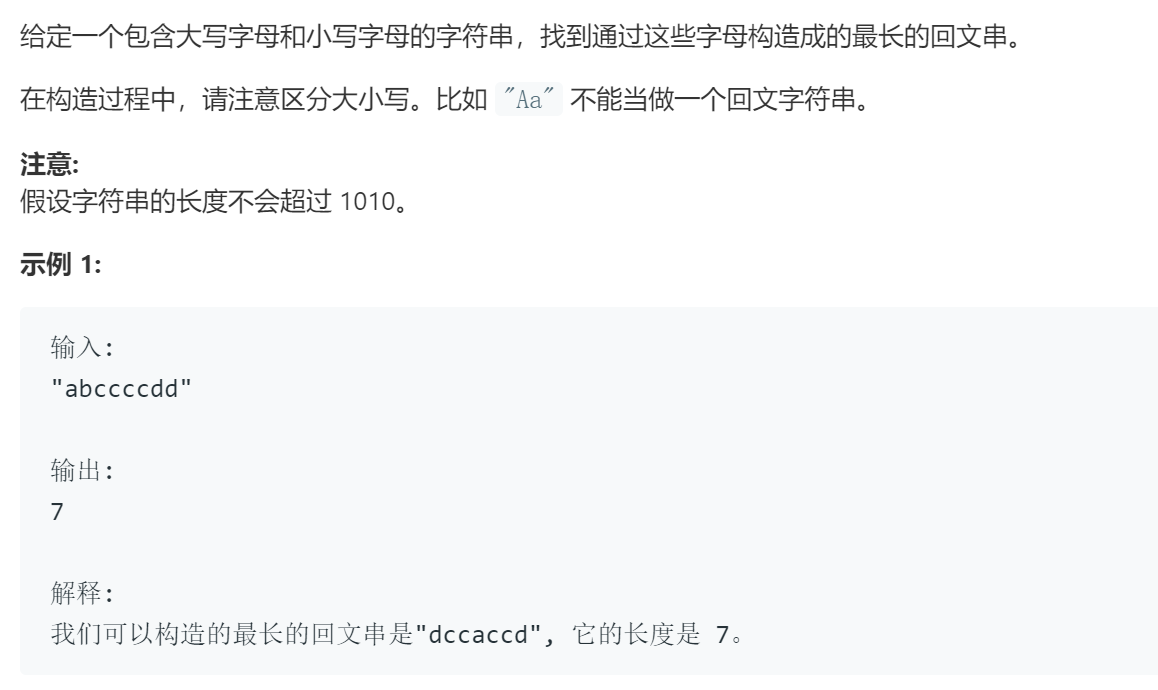 给定一个包含大写字母和小写字母的字符串，找到通过这些字母构造成的最长的回文串。
在构造过程中，请注意区分大小写。比如 "Aa" 不能当做一个回文字符串。
注意:
假设字符串的长度不会超过 1010。
示例 1:
输入:
"abccccdd"
输出:
7
解释:
我们可以构造的最长的回文串是"dccaccd", 它的长度是 7。